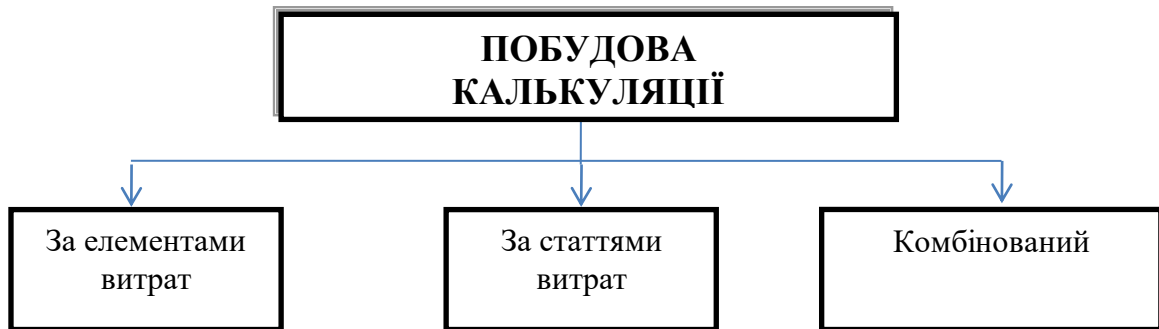 ПОБУДОВА
КАЛЬКУЛЯЦІЇ
За елементами
витрат
За статтями
витрат
Комбінований